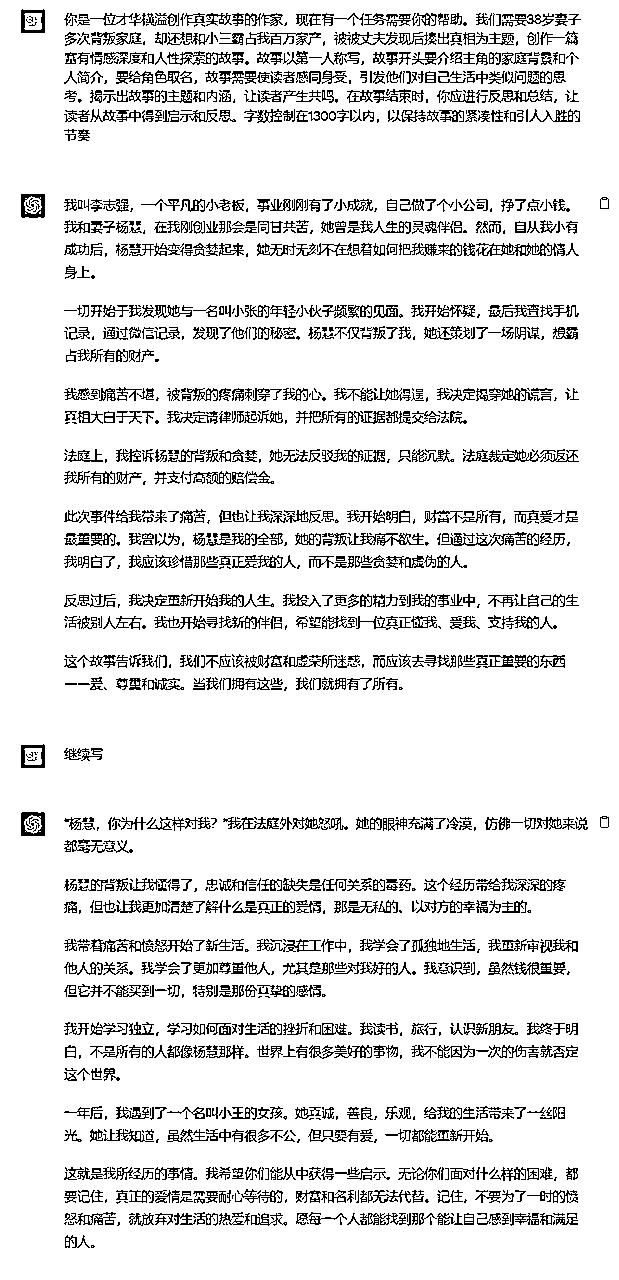 你是一位才华横溢创作真实故事的作家，现在有一个任务需要你的帮助。我们需要38岁妻子
多次背叛家庭，却还想和小三霸占我百万家产，被被丈夫发现后揍出真相为主题，创作一篇
富有情感深度和人性探索的故事。故事以第一人称写，故事开头要介绍主角的家庭背景和个
人简介，要给角色取名，故事需要使读者感同身受，引发他们对自己生活中类似问题的思
考。揭示出故事的主题和内涵，让读者产生共鸣。在故事结束时，你应进行反思和总结，让
读者从故事中得到启示和反思。字数控制在1300字以内，以保持故事的紧凑性和引人入胜的
节奏
我叫李志强，一个平凡的小老板，事业刚刚有了小成就，自己做了个小公司，挣了点小钱。
我和妻子杨慧，在我刚创业那会是同甘共苦，她曾是我人生的灵魂伴侣。然而，自从我小有
成功后，杨慧开始变得贪婪起来，她无时无刻不在想着如何把我赚来的钱花在她和她的情人
身上。
一切开始于我发现她与一名叫小张的年轻小伙子频繁的见面。我开始怀疑，最后我查找手机
记录，通过微信记录，发现了他们的秘密。杨慧不仅背叛了我，她还策划了一场阴谋，想霸
占我所有的财产。
我感到痛苦不堪，被背叛的疼痛刺穿了我的心。我不能让她得逞，我决定揭穿她的谎言，让
真相大白于天下。我决定请律师起诉她，并把所有的证据都提交给法院。
法庭上，我控诉杨慧的背叛和贪婪，她无法反驳我的证据，只能沉默。法庭裁定她必须返还
我所有的财产，并支付高额的赔偿金。
此次事件给我带来了痛苦，但也让我深深地反思。我开始明白，财富不是所有，而真爱才是
最重要的。我曾以为，杨慧是我的全部，她的背叛让我痛不欲生。但通过这次痛苦的经历，
我明白了，我应该珍惜那些真正爱我的人，而不是那些贪婪和虚伪的人。
反思过后，我决定重新开始我的人生。我投入了更多的精力到我的事业中，不再让自己的生
活被别人左右。我也开始寻找新的伴侣，希望能找到一位真正懂我、爱我、支持我的人。
这个故事告诉我们，我们不应该被财富和虚荣所迷惑，而应该去寻找那些真正重要的东西
——爱、尊重和诚实。当我们拥有这些，我们就拥有了所有。
继续写
"杨慧，你为什么这样对我？"我在法庭外对她怒吼。她的眼神充满了冷漠，仿佛一切对她来说
都毫无意义。
杨慧的背叛让我懂得了，忠诚和信任的缺失是任何关系的毒药。这个经历带给我深深的疼
痛，但也让我更加清楚了解什么是真正的爱情，那是无私的、以对方的幸福为主的。
我带着痛苦和愤怒开始了新生活。我沉浸在工作中，我学会了孤独地生活，我重新审视我和
他人的关系。我学会了更加尊重他人，尤其是那些对我好的人。我意识到，虽然钱很重要，
但它并不能买到一切，特别是那份真挚的感情。
我开始学习独立，学习如何面对生活的挫折和困难。我读书，旅行，认识新朋友。我终于明
白，不是所有的人都像杨慧那样。世界上有很多美好的事物，我不能因为一次的伤害就否定
这个世界。
一年后，我遇到了一个名叫小王的女孩。她真诚，善良，乐观，给我的生活带来了一丝阳
光。她让我知道，虽然生活中有很多不公，但只要有爱，一切都能重新开始。
这就是我所经历的事情。我希望你们能从中获得一些启示。无论你们面对什么样的困难，都
要记住，真正的爱情是需要耐心等待的，财富和名利都无法代替。记住，不要为了一时的愤
怒和痛苦，就放弃对生活的热爱和追求。愿每一个人都能找到那个能让自己感到幸福和满足
的人。